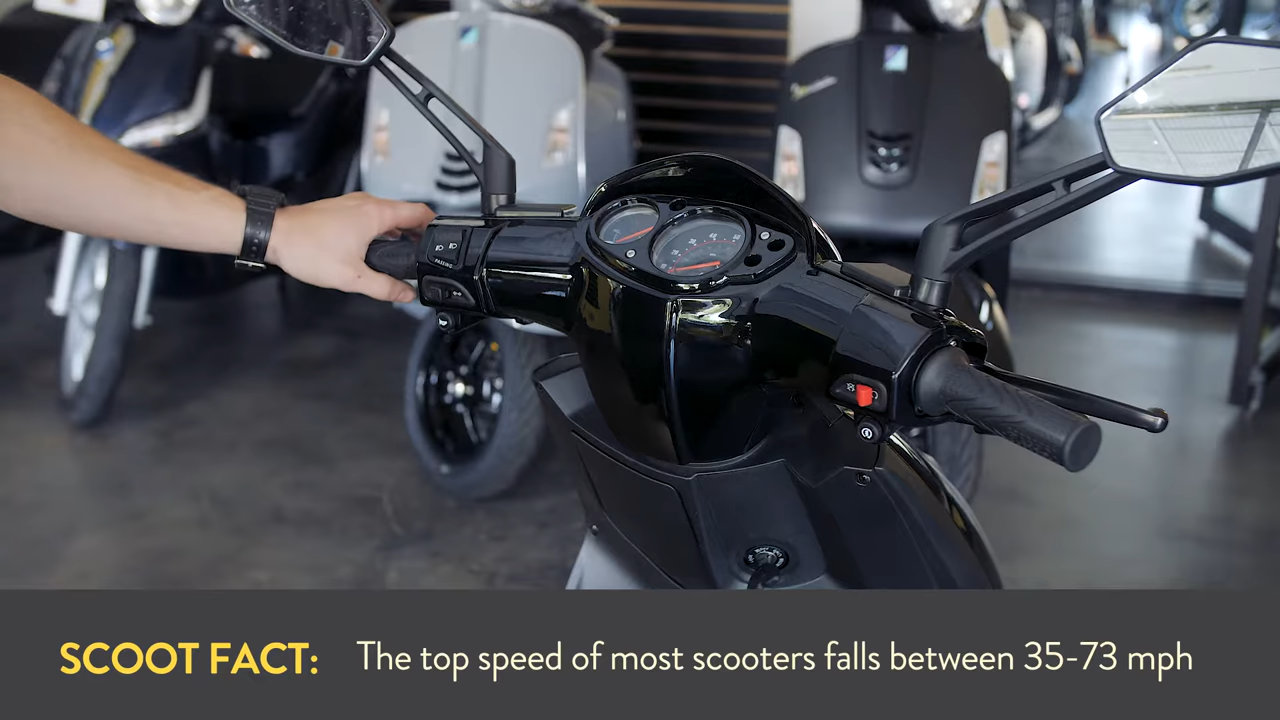 PASSING
SCOOT FACT: The top speed of most scooters falls between 35-73 mph